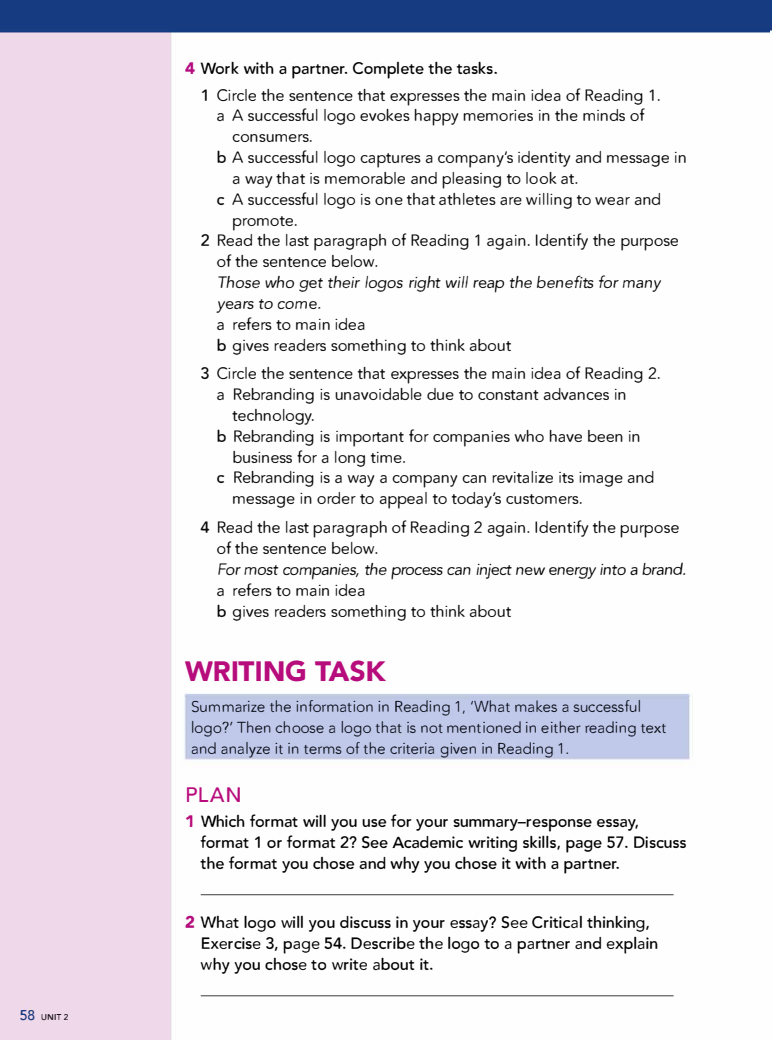 4 Work with a partner. Complete the tasks.
1 Circle the sentence that expresses the main idea of Reading 1.
a A successful logo evokes happy memories in the minds of
consumers.
b A successful logo captures a company's identity and message in
a way that is memorable and pleasing to look at.
c A successful logo is one that athletes are willing to wear and
promote.
2 Read the last paragraph of Reading 1 again. Identify the purpose
of the sentence below.
Those who get their logos right will reap the benefits for many
years to come.
a refers to main idea
b gives readers something to think about
3 Circle the sentence that expresses the main idea of Reading 2.
a Rebranding is unavoidable due to constant advances in
technology.
b Rebranding is important for companies who have been in
business for a long time.
c Rebranding is a way a company can revitalize its image and
message in order to appeal to today's customers.
4 Read the last paragraph of Reading 2 again. Identify the purpose
of the sentence below.
For most companies, the process can inject new energy into a brand.
a refers to main idea
b gives readers something to think about
WRITING TASK
Summarize the information in Reading 1, 'What makes a successful
logo?' Then choose a logo that is not mentioned in either reading text
and analyze it in terms of the criteria given in Reading 1.
PLAN
1 Which format will you use for your summary–response essay,
format 1 or format 2? See Academic writing skills, page 57. Discuss
the format you chose and why you chose it with a partner.
2 What logo will you discuss in your essay? See Critical thinking,
Exercise 3, page 54. Describe the logo to a partner and explain
why you chose to write about it.
58 UNIT 2